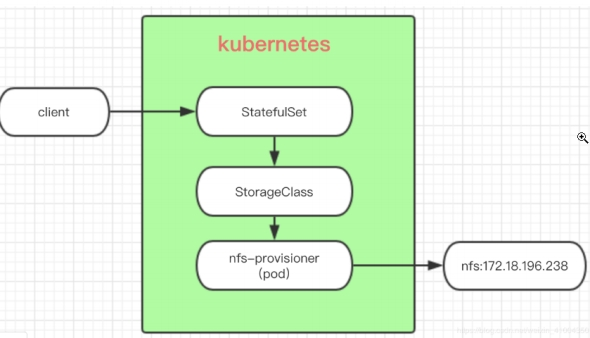 kubernetes
client
StatefulSet
StorageClass
nfs-provisioner
(pod)
nfs:172.18.196.238